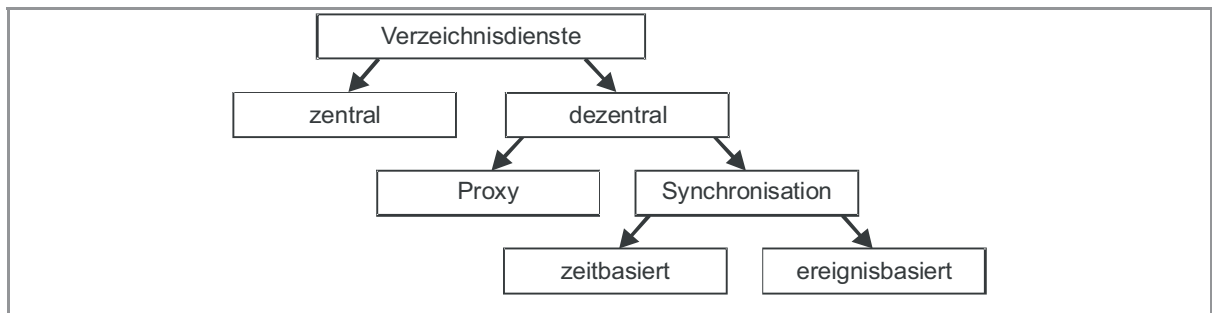 Verzeichnisdienste
zentral
dezentral
Proxy
Synchronisation
zeitbasiert
ereignisbasiert